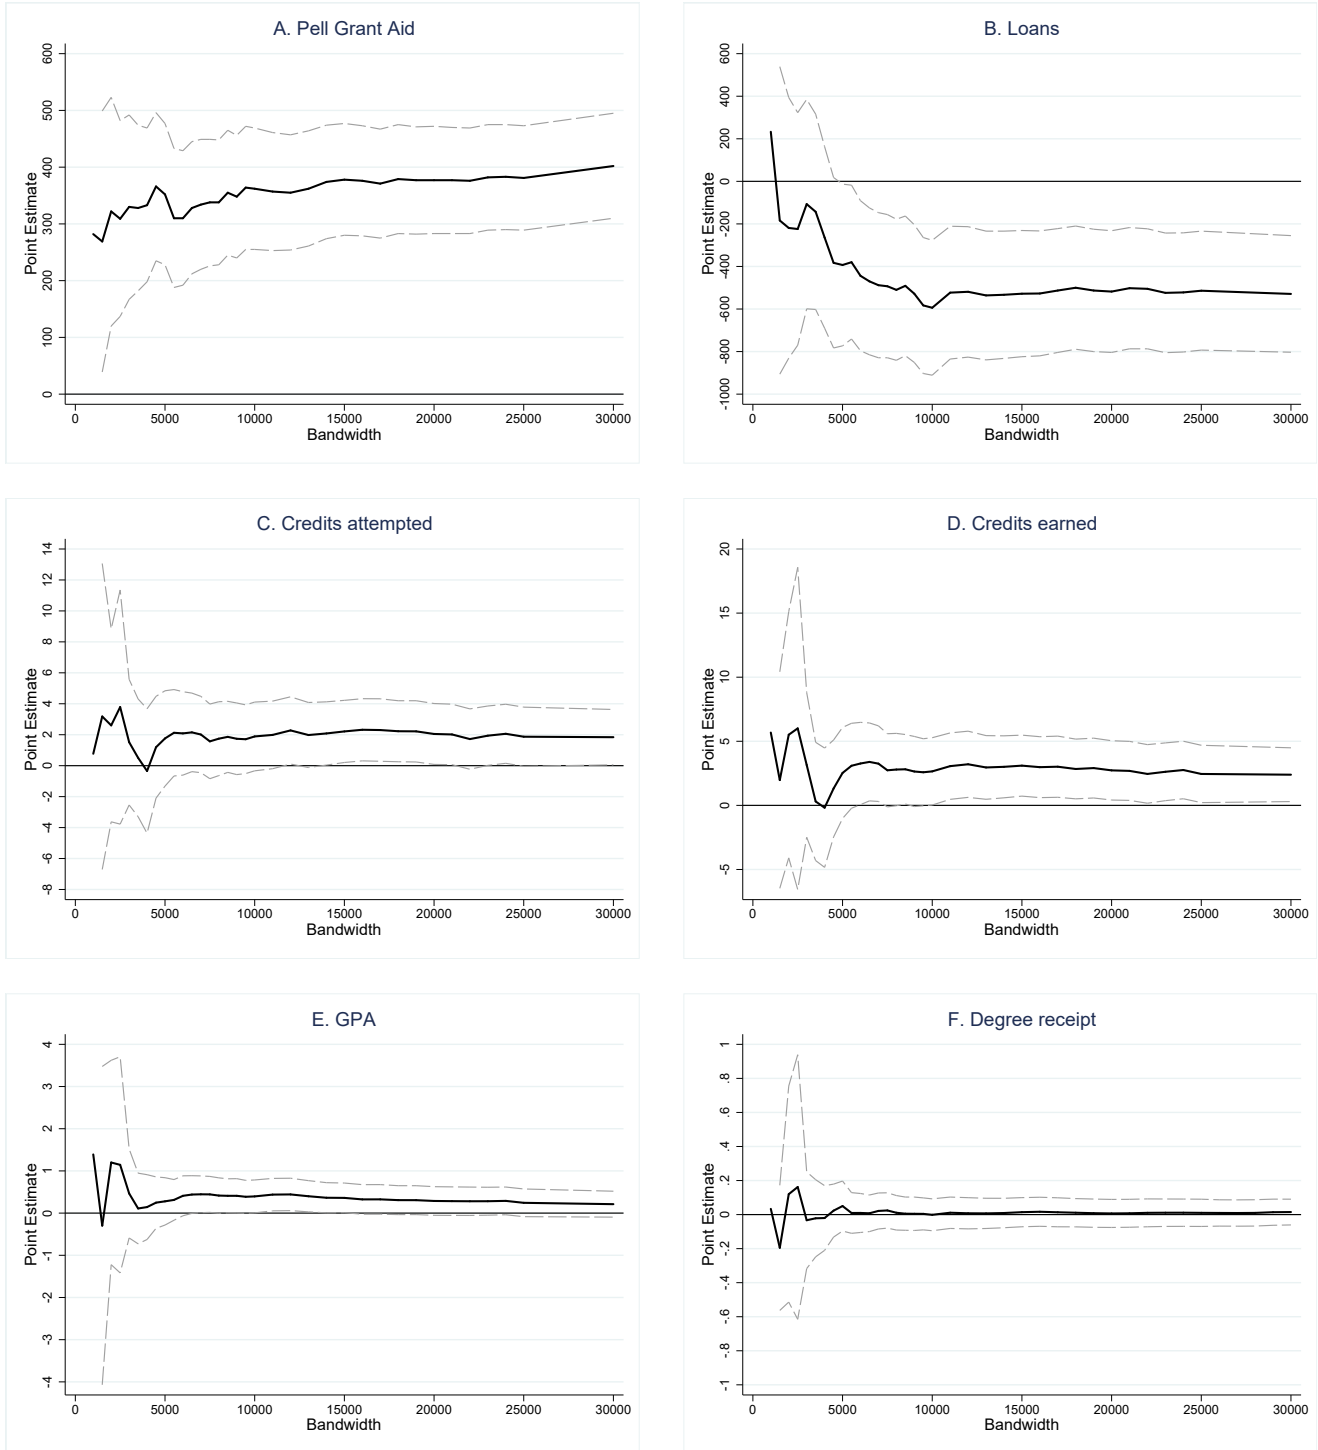 A. Pell Grant Aid
Point Estimate
600
500
400
300
200
100
0
0 5000 10000 15000 20000 25000 30000
Bandwidth
B. Loans
Point Estimate
600
400
200
0
-200
-400
-600
-800
-1000
0 5000 10000 15000 20000 25000 30000
Bandwidth
C. Credits attempted
Point Estimate
14
12
10
8
6
4
2
0
-2
-4
-6
-8
0 5000 10000 15000 20000 25000 30000
Bandwidth
D. Credits earned
Point Estimate
20
15
10
5
0
-5
0 5000 10000 15000 20000 25000 30000
Bandwidth
E. GPA
Point Estimate
4
3
2
1
0
-1
-2
-3
-4
0 5000 10000 15000 20000 25000 30000
Bandwidth
F. Degree receipt
Point Estimate
1
.8
.6
.4
.2
0
-.2
-.4
-.6
-.8
-1
0 5000 10000 15000 20000 25000 30000
Bandwidth